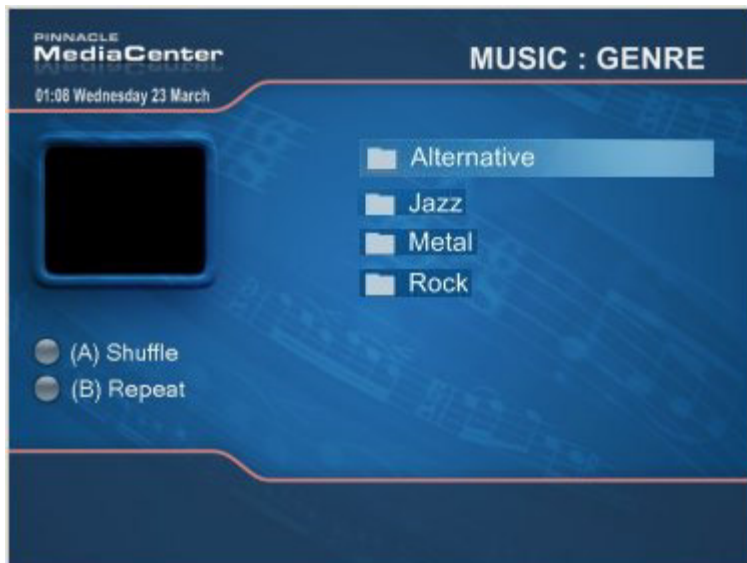 PINNACLE
MediaCenter
MUSIC : GENRE
01:08 Wednesday 23 March
Alternative
Jazz
Metal
Rock
(A) Shuffle
(B) Repeat